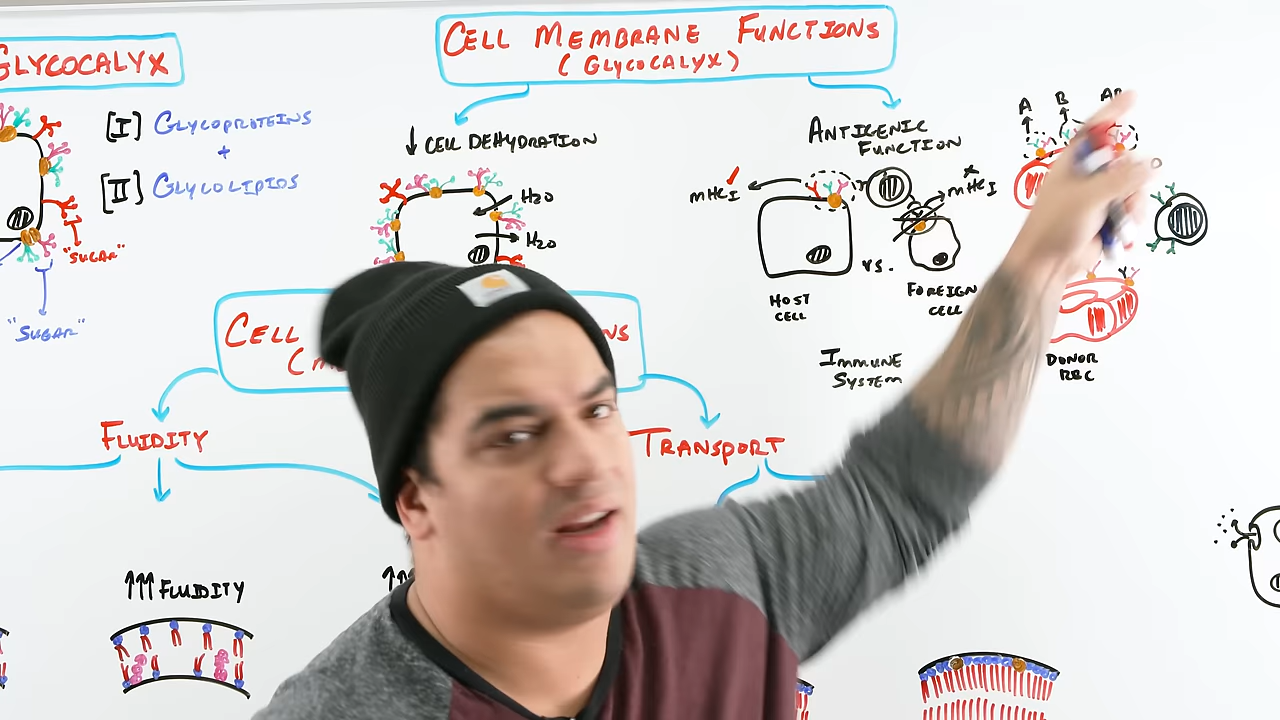 GLYCOCALYX
[I] GLYCOPROTEINS
+
[II] GLYCOLIPIDS
"SUGAR"
"SUGAR"
CELL MEMBRANE FUNCTIONS
(GLYCOCALYX)
↓ CELL DEHYDRATION
H2O
H2O
ANTIGENIC
FUNCTION
MHC I
MHC I
VS.
HOST
CELL
FOREIGN
CELL
IMMUNE
SYSTEM
A
B
DONOR
RBC
CELL
FLUIDITY
TRANSPORT
↑↑↑ FLUIDITY